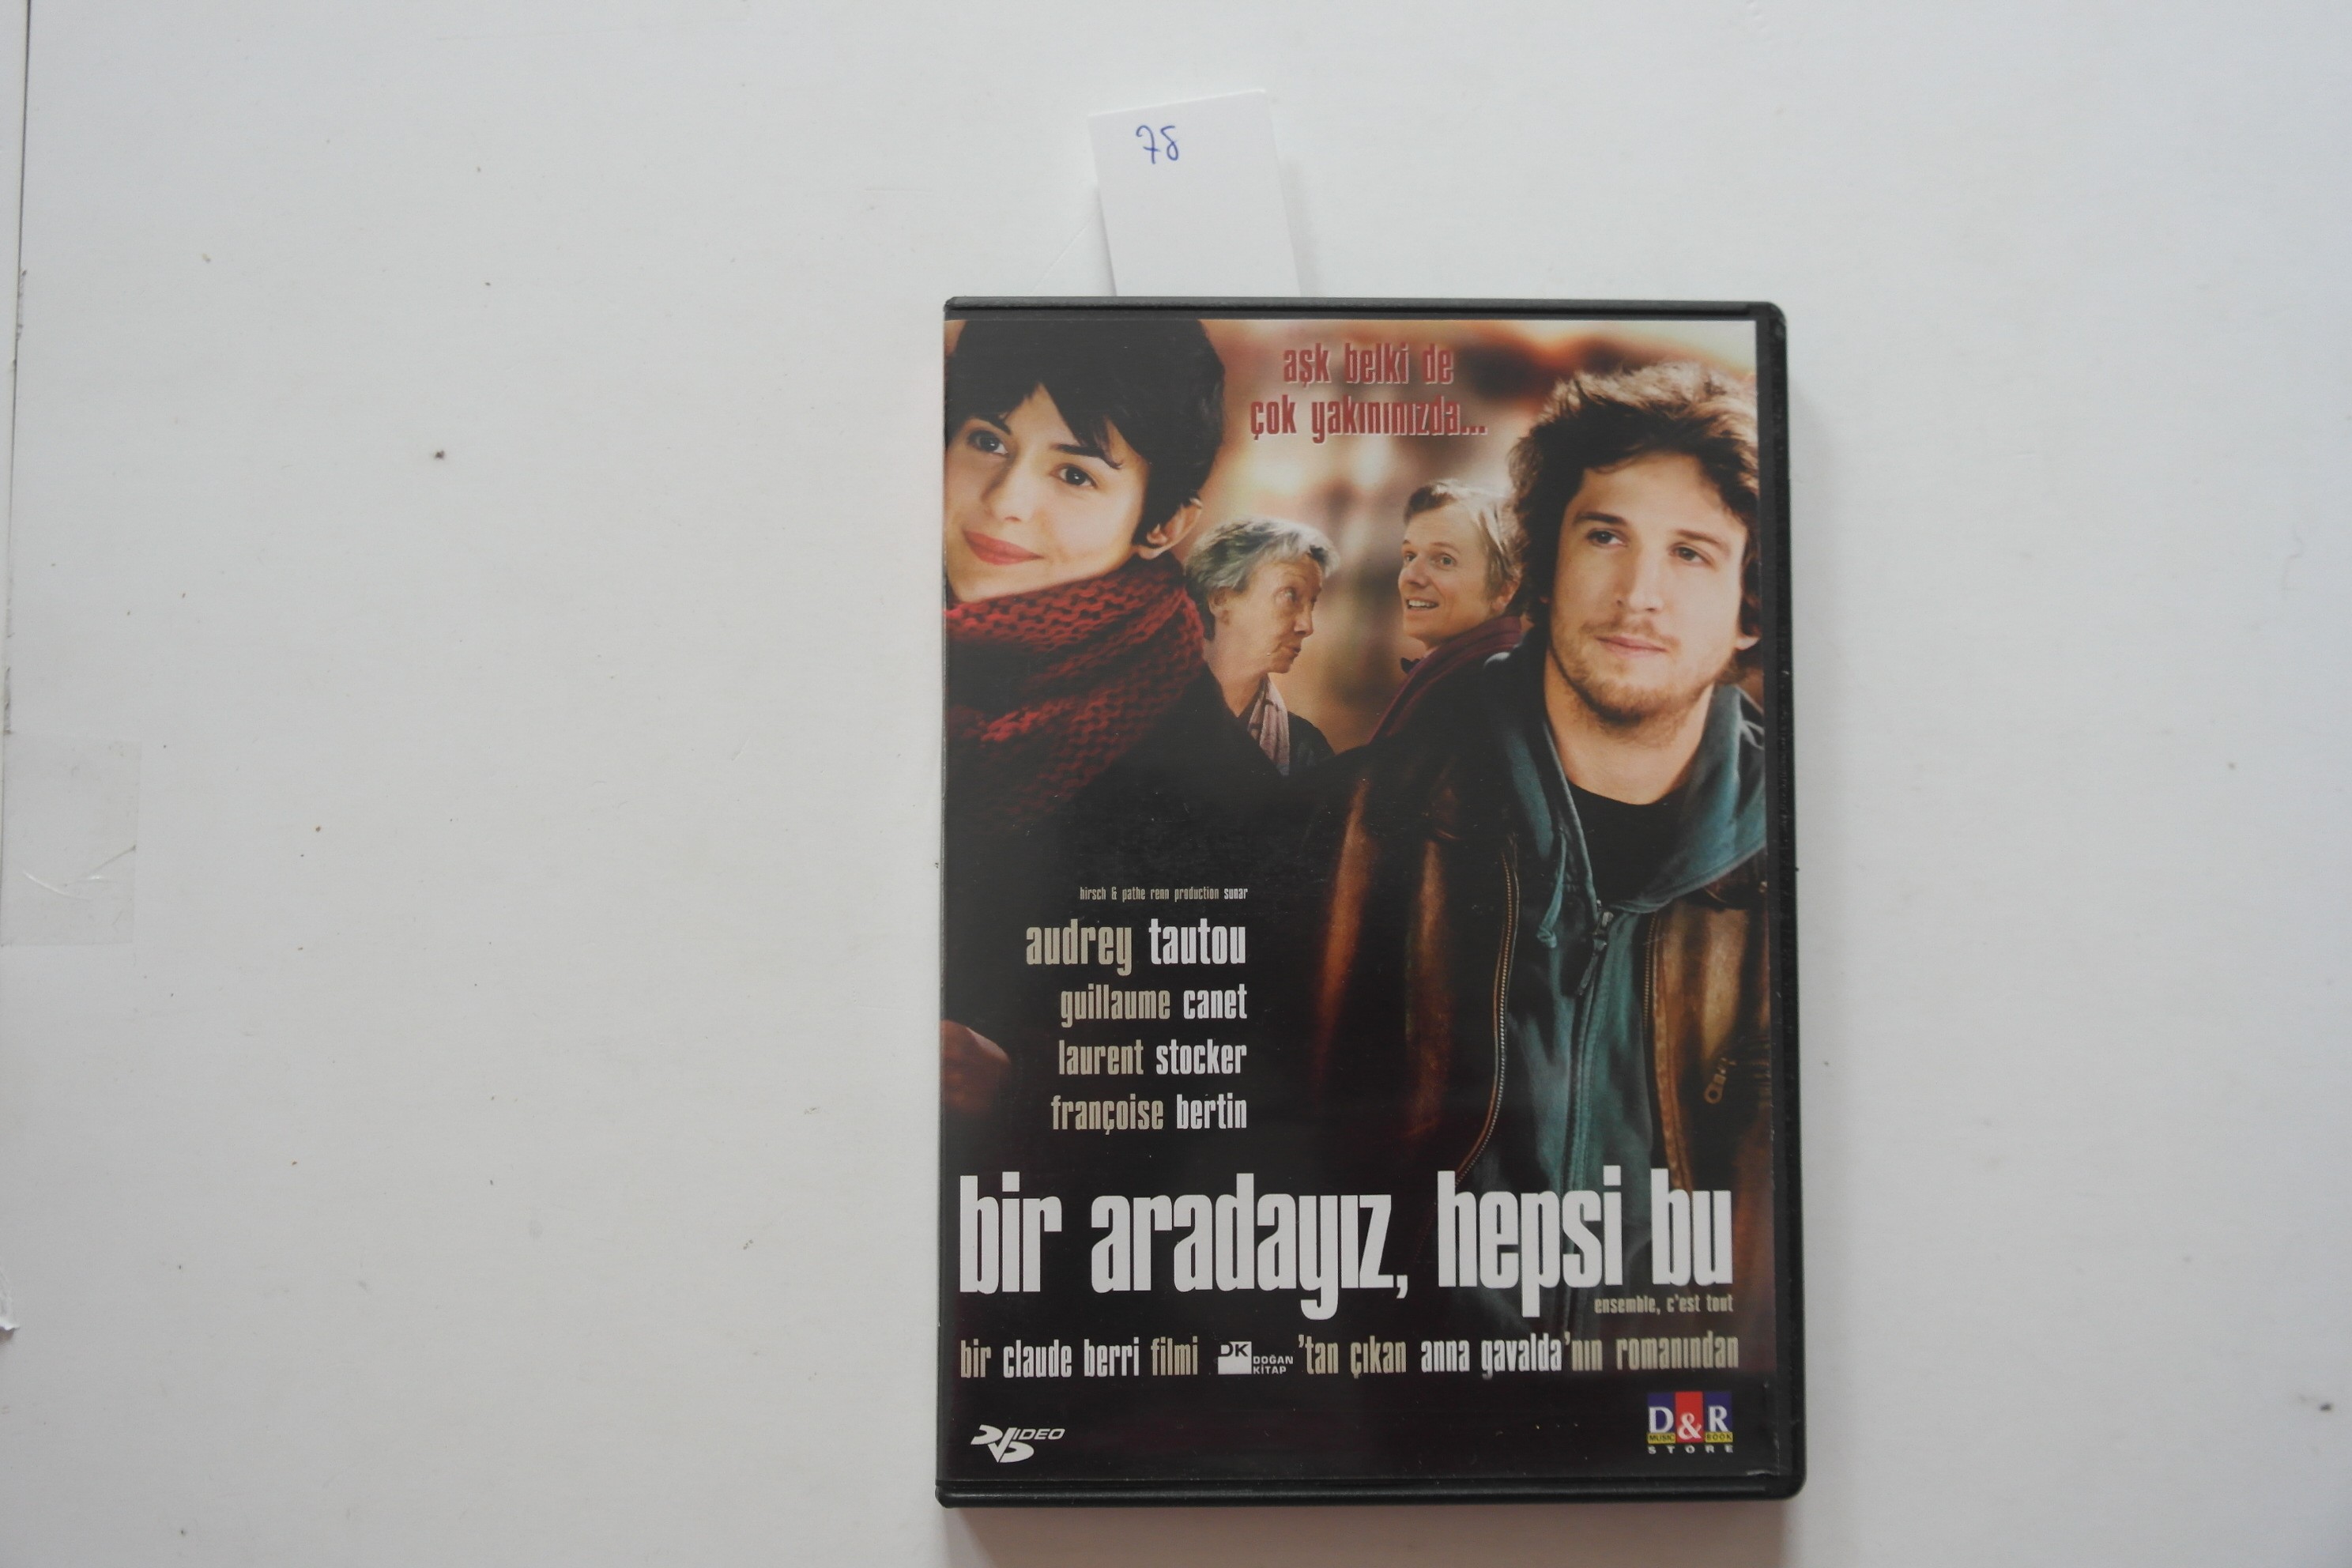 78
aşk belki de
çok yakınımızda...
hirsch & pathe renn production sunar
audrey tautou
guillaume canet
laurent stocker
françoise bertin
bir aradayız, hepsi bu
ensemble, c'est tout
bir claude berri filmi DK DOĞAN KİTAP 'tan çıkan anna gavalda'nın romanından
DVD VIDEO
D&R
MUSIC BOOK
STORE